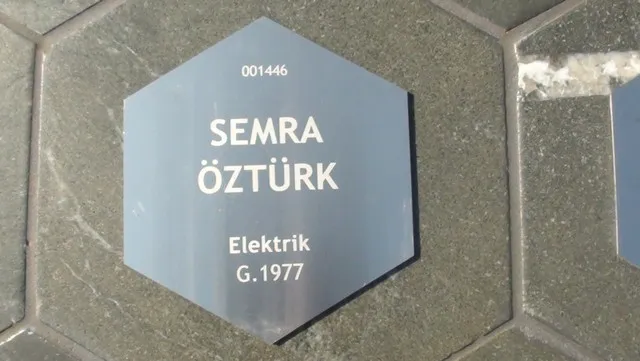 001446
SEMRA
ÖZTÜRK
Elektrik
G.1977